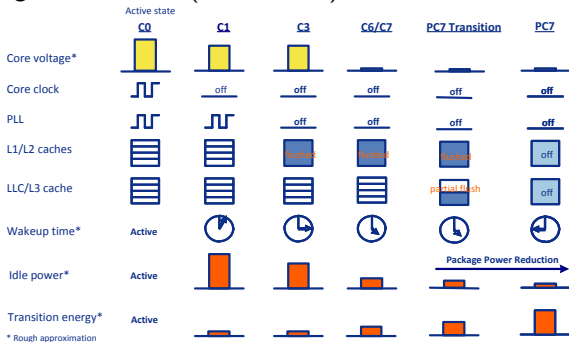 Active state
C0 C1 C3 C6/C7 PC7 Transition PC7
Core voltage*
Core clock off off off off off
PLL off off off off
L1/L2 caches flushed flushed flushed off
LLC/L3 cache partial flush off
Wakeup time* Active
Package Power Reduction
Idle power* Active
Transition energy* Active
* Rough approximation